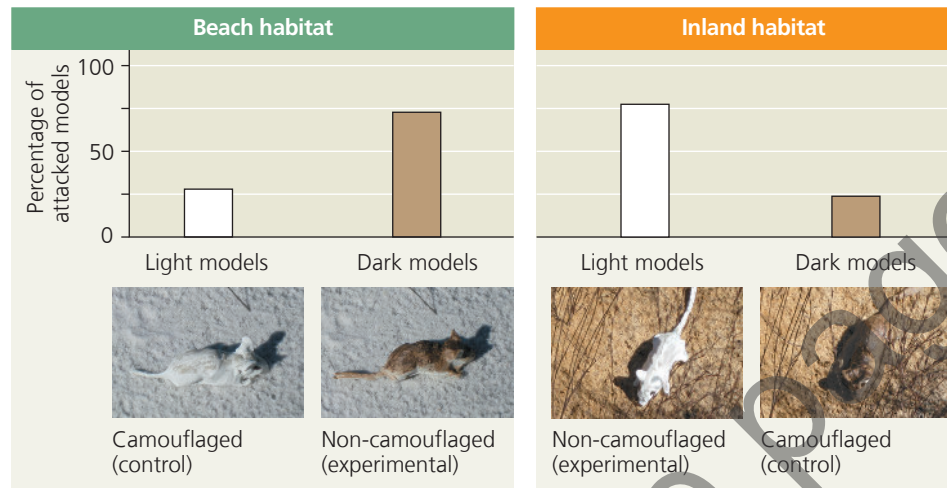 Beach habitat
Inland habitat
Percentage of
attacked models
100
50
0
Light models
Dark models
Light models
Dark models
Camouflaged
(control)
Non-camouflaged
(experimental)
Non-camouflaged
(experimental)
Camouflaged
(control)